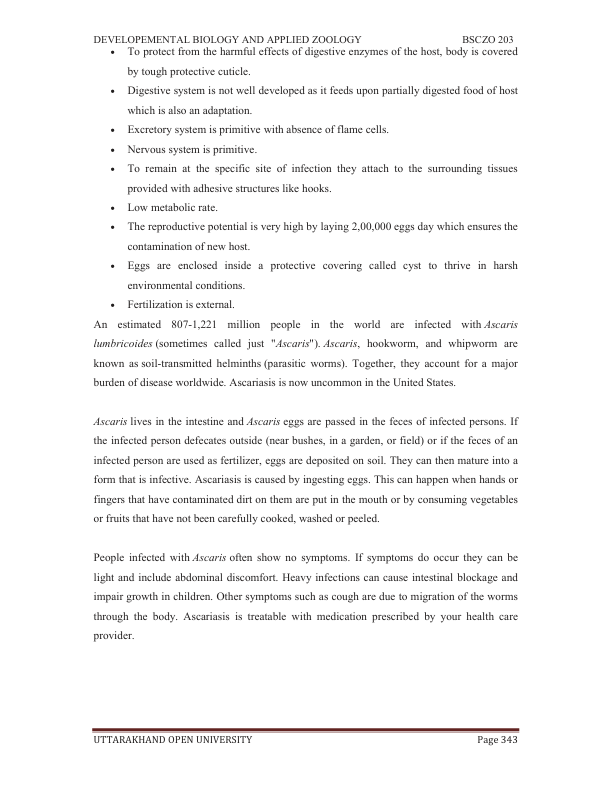 DEVELOPEMENTAL BIOLOGY AND APPLIED ZOOLOGY BSCZO 203
• To protect from the harmful effects of digestive enzymes of the host, body is covered
by tough protective cuticle.
• Digestive system is not well developed as it feeds upon partially digested food of host
which is also an adaptation.
• Excretory system is primitive with absence of flame cells.
• Nervous system is primitive.
• To remain at the specific site of infection they attach to the surrounding tissues
provided with adhesive structures like hooks.
• Low metabolic rate.
• The reproductive potential is very high by laying 2,00,000 eggs day which ensures the
contamination of new host.
• Eggs are enclosed inside a protective covering called cyst to thrive in harsh
environmental conditions.
• Fertilization is external.
An estimated 807-1,221 million people in the world are infected with Ascaris
lumbricoides (sometimes called just "Ascaris"). Ascaris, hookworm, and whipworm are
known as soil-transmitted helminths (parasitic worms). Together, they account for a major
burden of disease worldwide. Ascariasis is now uncommon in the United States.
Ascaris lives in the intestine and Ascaris eggs are passed in the feces of infected persons. If
the infected person defecates outside (near bushes, in a garden, or field) or if the feces of an
infected person are used as fertilizer, eggs are deposited on soil. They can then mature into a
form that is infective. Ascariasis is caused by ingesting eggs. This can happen when hands or
fingers that have contaminated dirt on them are put in the mouth or by consuming vegetables
or fruits that have not been carefully cooked, washed or peeled.
People infected with Ascaris often show no symptoms. If symptoms do occur they can be
light and include abdominal discomfort. Heavy infections can cause intestinal blockage and
impair growth in children. Other symptoms such as cough are due to migration of the worms
through the body. Ascariasis is treatable with medication prescribed by your health care
provider.
UTTARAKHAND OPEN UNIVERSITY Page 343